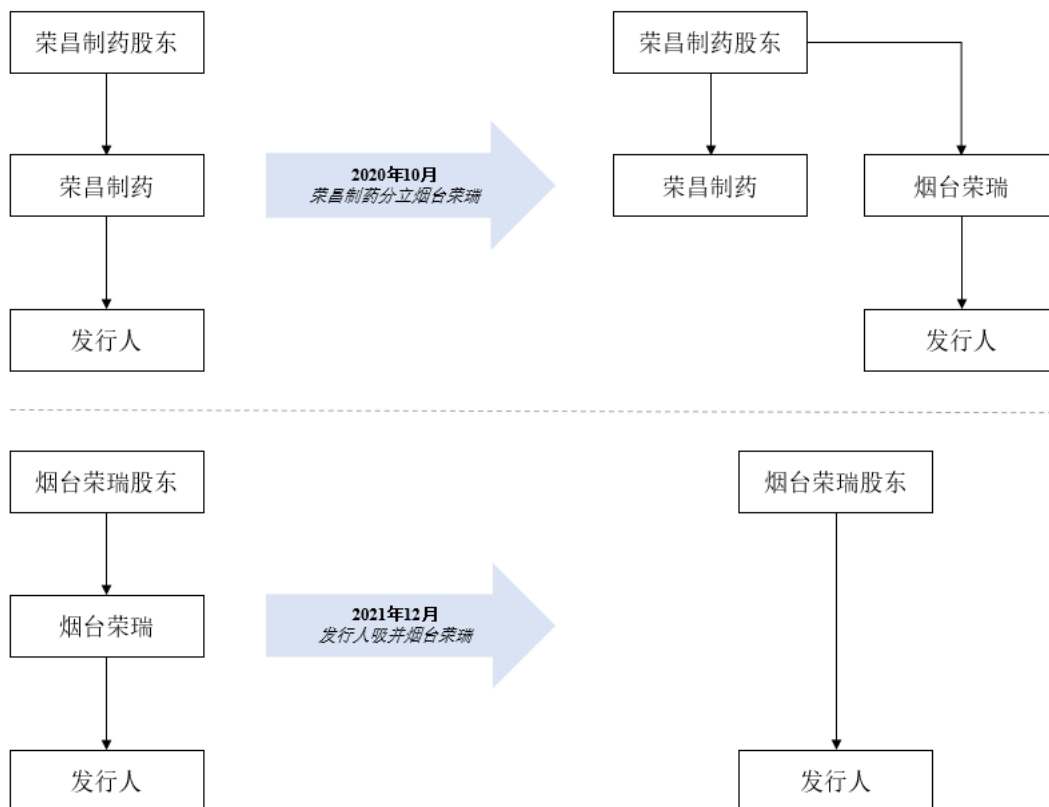 荣昌制药股东
荣昌制药股东
荣昌制药
2020年10月
荣昌制药分立烟台荣瑞
荣昌制药
烟台荣瑞
发行人
发行人
烟台荣瑞股东
烟台荣瑞股东
烟台荣瑞
2021年12月
发行人吸并烟台荣瑞
发行人
发行人